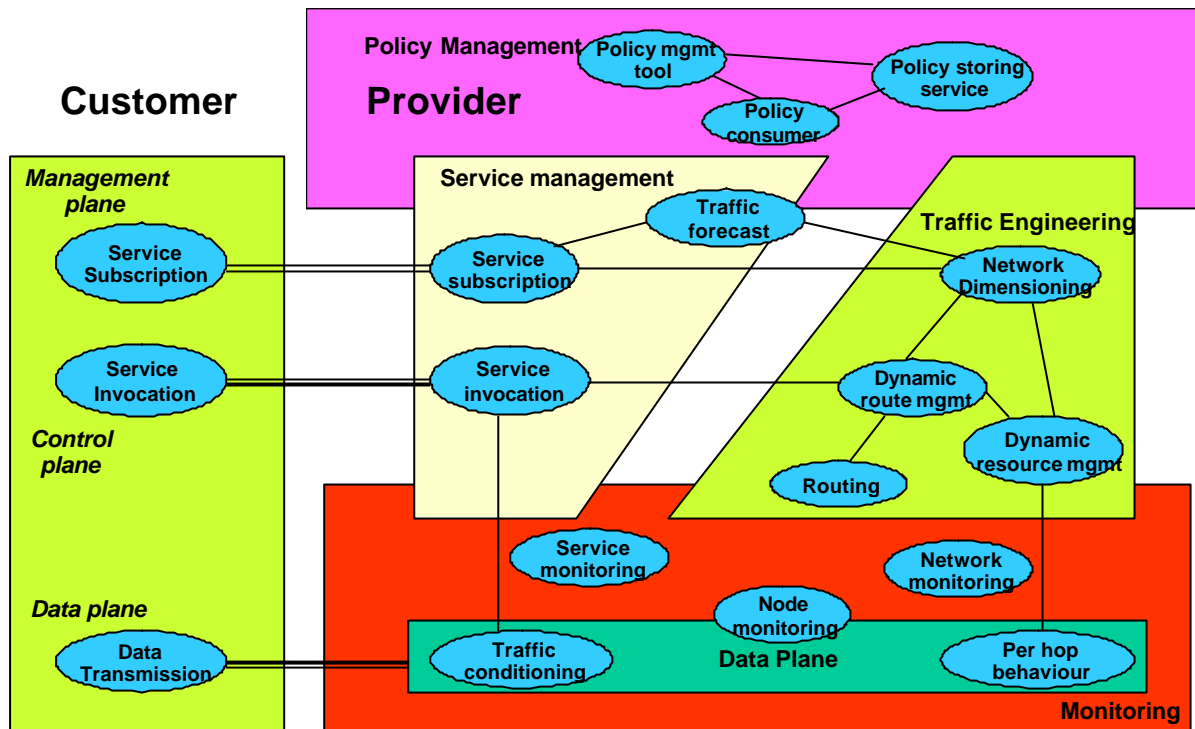 Policy Management
Policy mgmt
tool
Policy storing
service
Policy
consumer
Customer
Provider
Management
plane
Service management
Traffic
forecast
Traffic Engineering
Service
Subscription
Service
subscription
Network
Dimensioning
Service
Invocation
Service
invocation
Dynamic
route mgmt
Control
plane
Dynamic
resource mgmt
Routing
Service
monitoring
Network
monitoring
Data plane
Node
monitoring
Data
Transmission
Traffic
conditioning
Data Plane
Per hop
behaviour
Monitoring